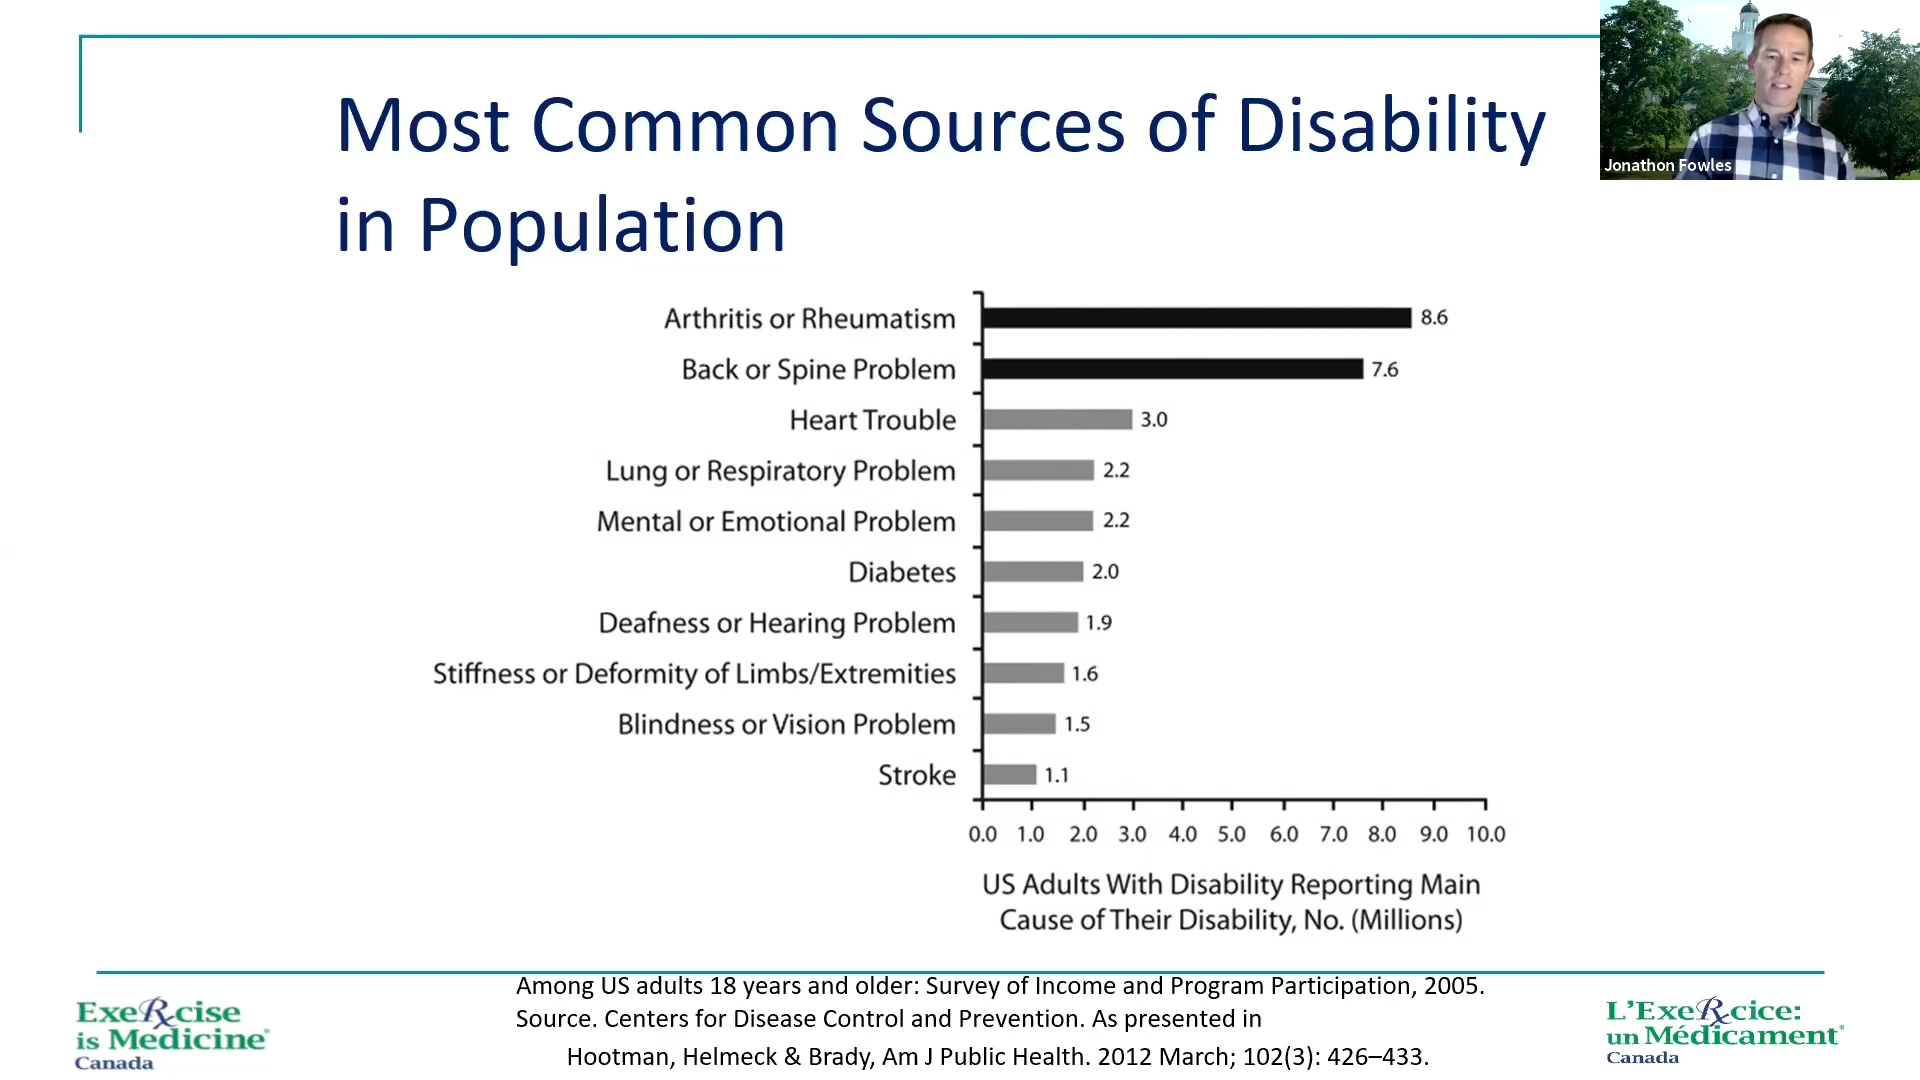 Most Common Sources of Disability
in Population
Jonathon Fowles
Arthritis or Rheumatism 8.6
Back or Spine Problem 7.6
Heart Trouble 3.0
Lung or Respiratory Problem 2.2
Mental or Emotional Problem 2.2
Diabetes 2.0
Deafness or Hearing Problem 1.9
Stiffness or Deformity of Limbs/Extremities 1.6
Blindness or Vision Problem 1.5
Stroke 1.1
0.0 1.0 2.0 3.0 4.0 5.0 6.0 7.0 8.0 9.0 10.0
US Adults With Disability Reporting Main
Cause of Their Disability, No. (Millions)
Among US adults 18 years and older: Survey of Income and Program Participation, 2005.
Source. Centers for Disease Control and Prevention. As presented in
Hootman, Helmeck & Brady, Am J Public Health. 2012 March; 102(3): 426–433.
ExeRxcise
is Medicine®
Canada
L'ExeRxcice:
un Médicament®
Canada